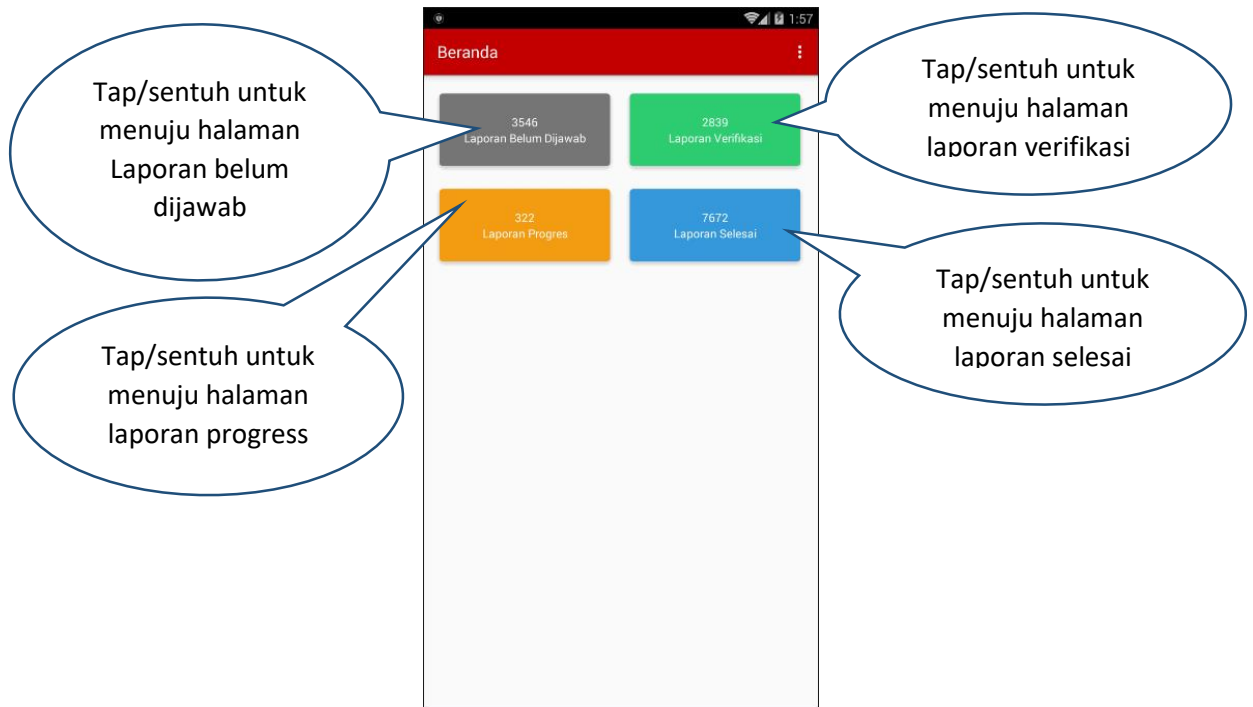 1:57
Beranda
Tap/sentuh untuk
menuju halaman
Laporan belum
dijawab
3546
Laporan Belum Dijawab
2839
Laporan Verifikasi
Tap/sentuh untuk
menuju halaman
laporan verifikasi
322
Laporan Progres
7672
Laporan Selesai
Tap/sentuh untuk
menuju halaman
laporan progress
Tap/sentuh untuk
menuju halaman
laporan selesai